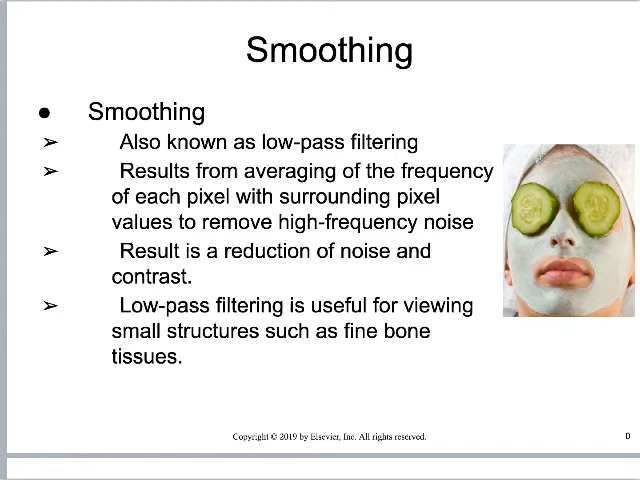 Smoothing
● Smoothing
➢ Also known as low-pass filtering
➢ Results from averaging of the frequency
of each pixel with surrounding pixel
values to remove high-frequency noise
➢ Result is a reduction of noise and
contrast.
➢ Low-pass filtering is useful for viewing
small structures such as fine bone
tissues.
Copyright © 2019 by Elsevier, Inc. All rights reserved.
0